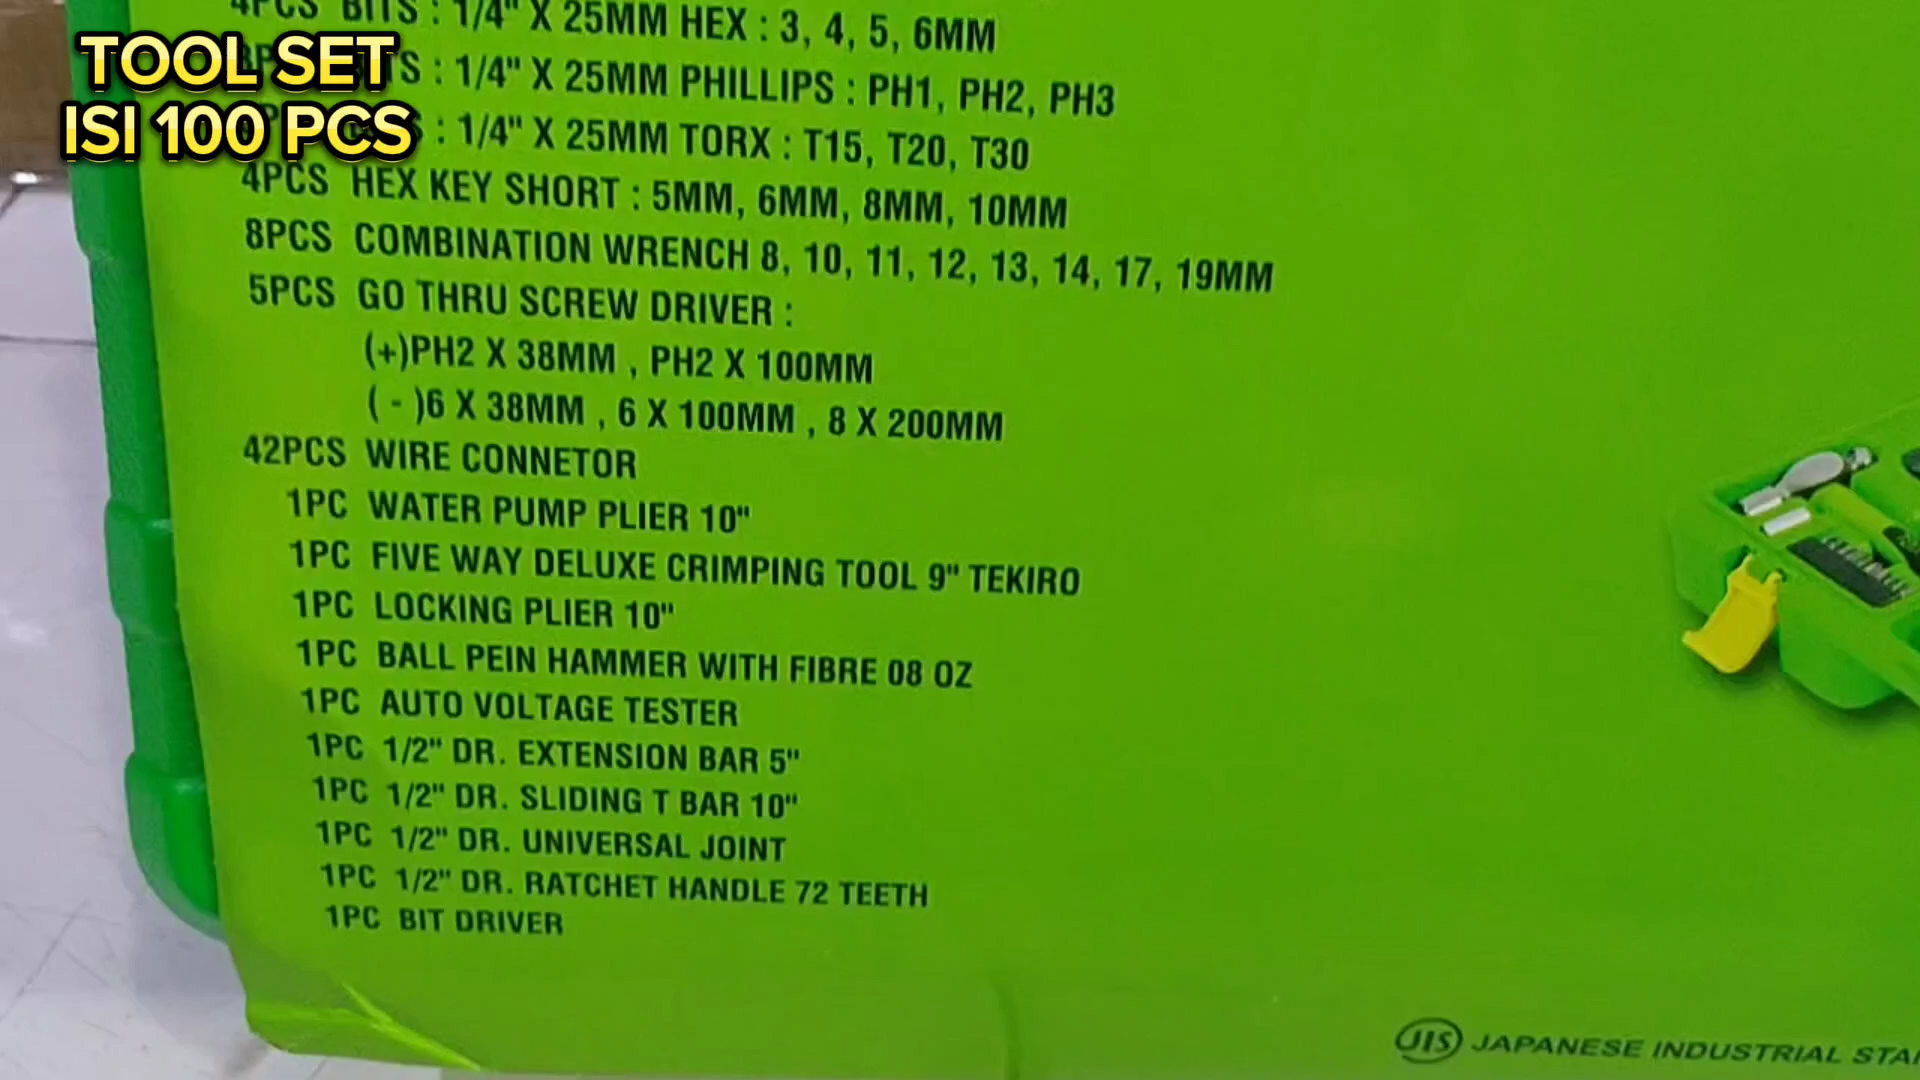 TOOL SET
ISI 100 PCS
4PCS BITS : 1/4" X 25MM HEX : 3, 4, 5, 6MM
: 1/4" X 25MM PHILLIPS : PH1, PH2, PH3
: 1/4" X 25MM TORX : T15, T20, T30
4PCS HEX KEY SHORT : 5MM, 6MM, 8MM, 10MM
8PCS COMBINATION WRENCH 8, 10, 11, 12, 13, 14, 17, 19MM
5PCS GO THRU SCREW DRIVER :
(+)PH2 X 38MM , PH2 X 100MM
( - )6 X 38MM , 6 X 100MM , 8 X 200MM
42PCS WIRE CONNETOR
1PC WATER PUMP PLIER 10"
1PC FIVE WAY DELUXE CRIMPING TOOL 9" TEKIRO
1PC LOCKING PLIER 10"
1PC BALL PEIN HAMMER WITH FIBRE 08 OZ
1PC AUTO VOLTAGE TESTER
1PC 1/2" DR. EXTENSION BAR 5"
1PC 1/2" DR. SLIDING T BAR 10"
1PC 1/2" DR. UNIVERSAL JOINT
1PC 1/2" DR. RATCHET HANDLE 72 TEETH
1PC BIT DRIVER
JIS JAPANESE INDUSTRIAL